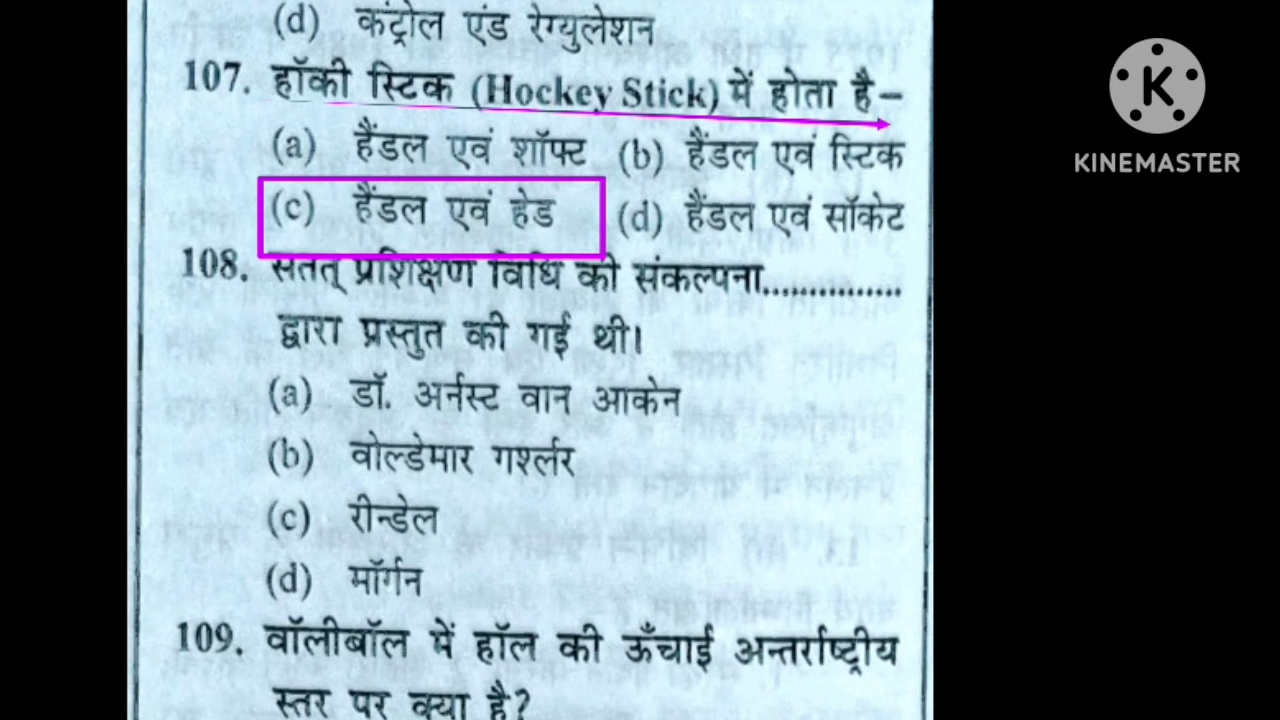 (d) कंट्रोल एंड रेग्युलेशन
107. हॉकी स्टिक (Hockey Stick) में होता है–
(a) हैंडल एवं शॉफ्ट (b) हैंडल एवं स्टिक
(c) हैंडल एवं हेड (d) हैंडल एवं सॉकेट
108. सतत् प्रशिक्षण विधि की संकल्पना...............
द्वारा प्रस्तुत की गई थी।
(a) डॉ. अर्नस्ट वान आकेन
(b) वोल्डेमार गर्श्लर
(c) रीन्डेल
(d) मॉर्गन
109. वॉलीबॉल में हॉल की ऊँचाई अन्तर्राष्ट्रीय
स्तर पर क्या है?
K
KINEMASTER